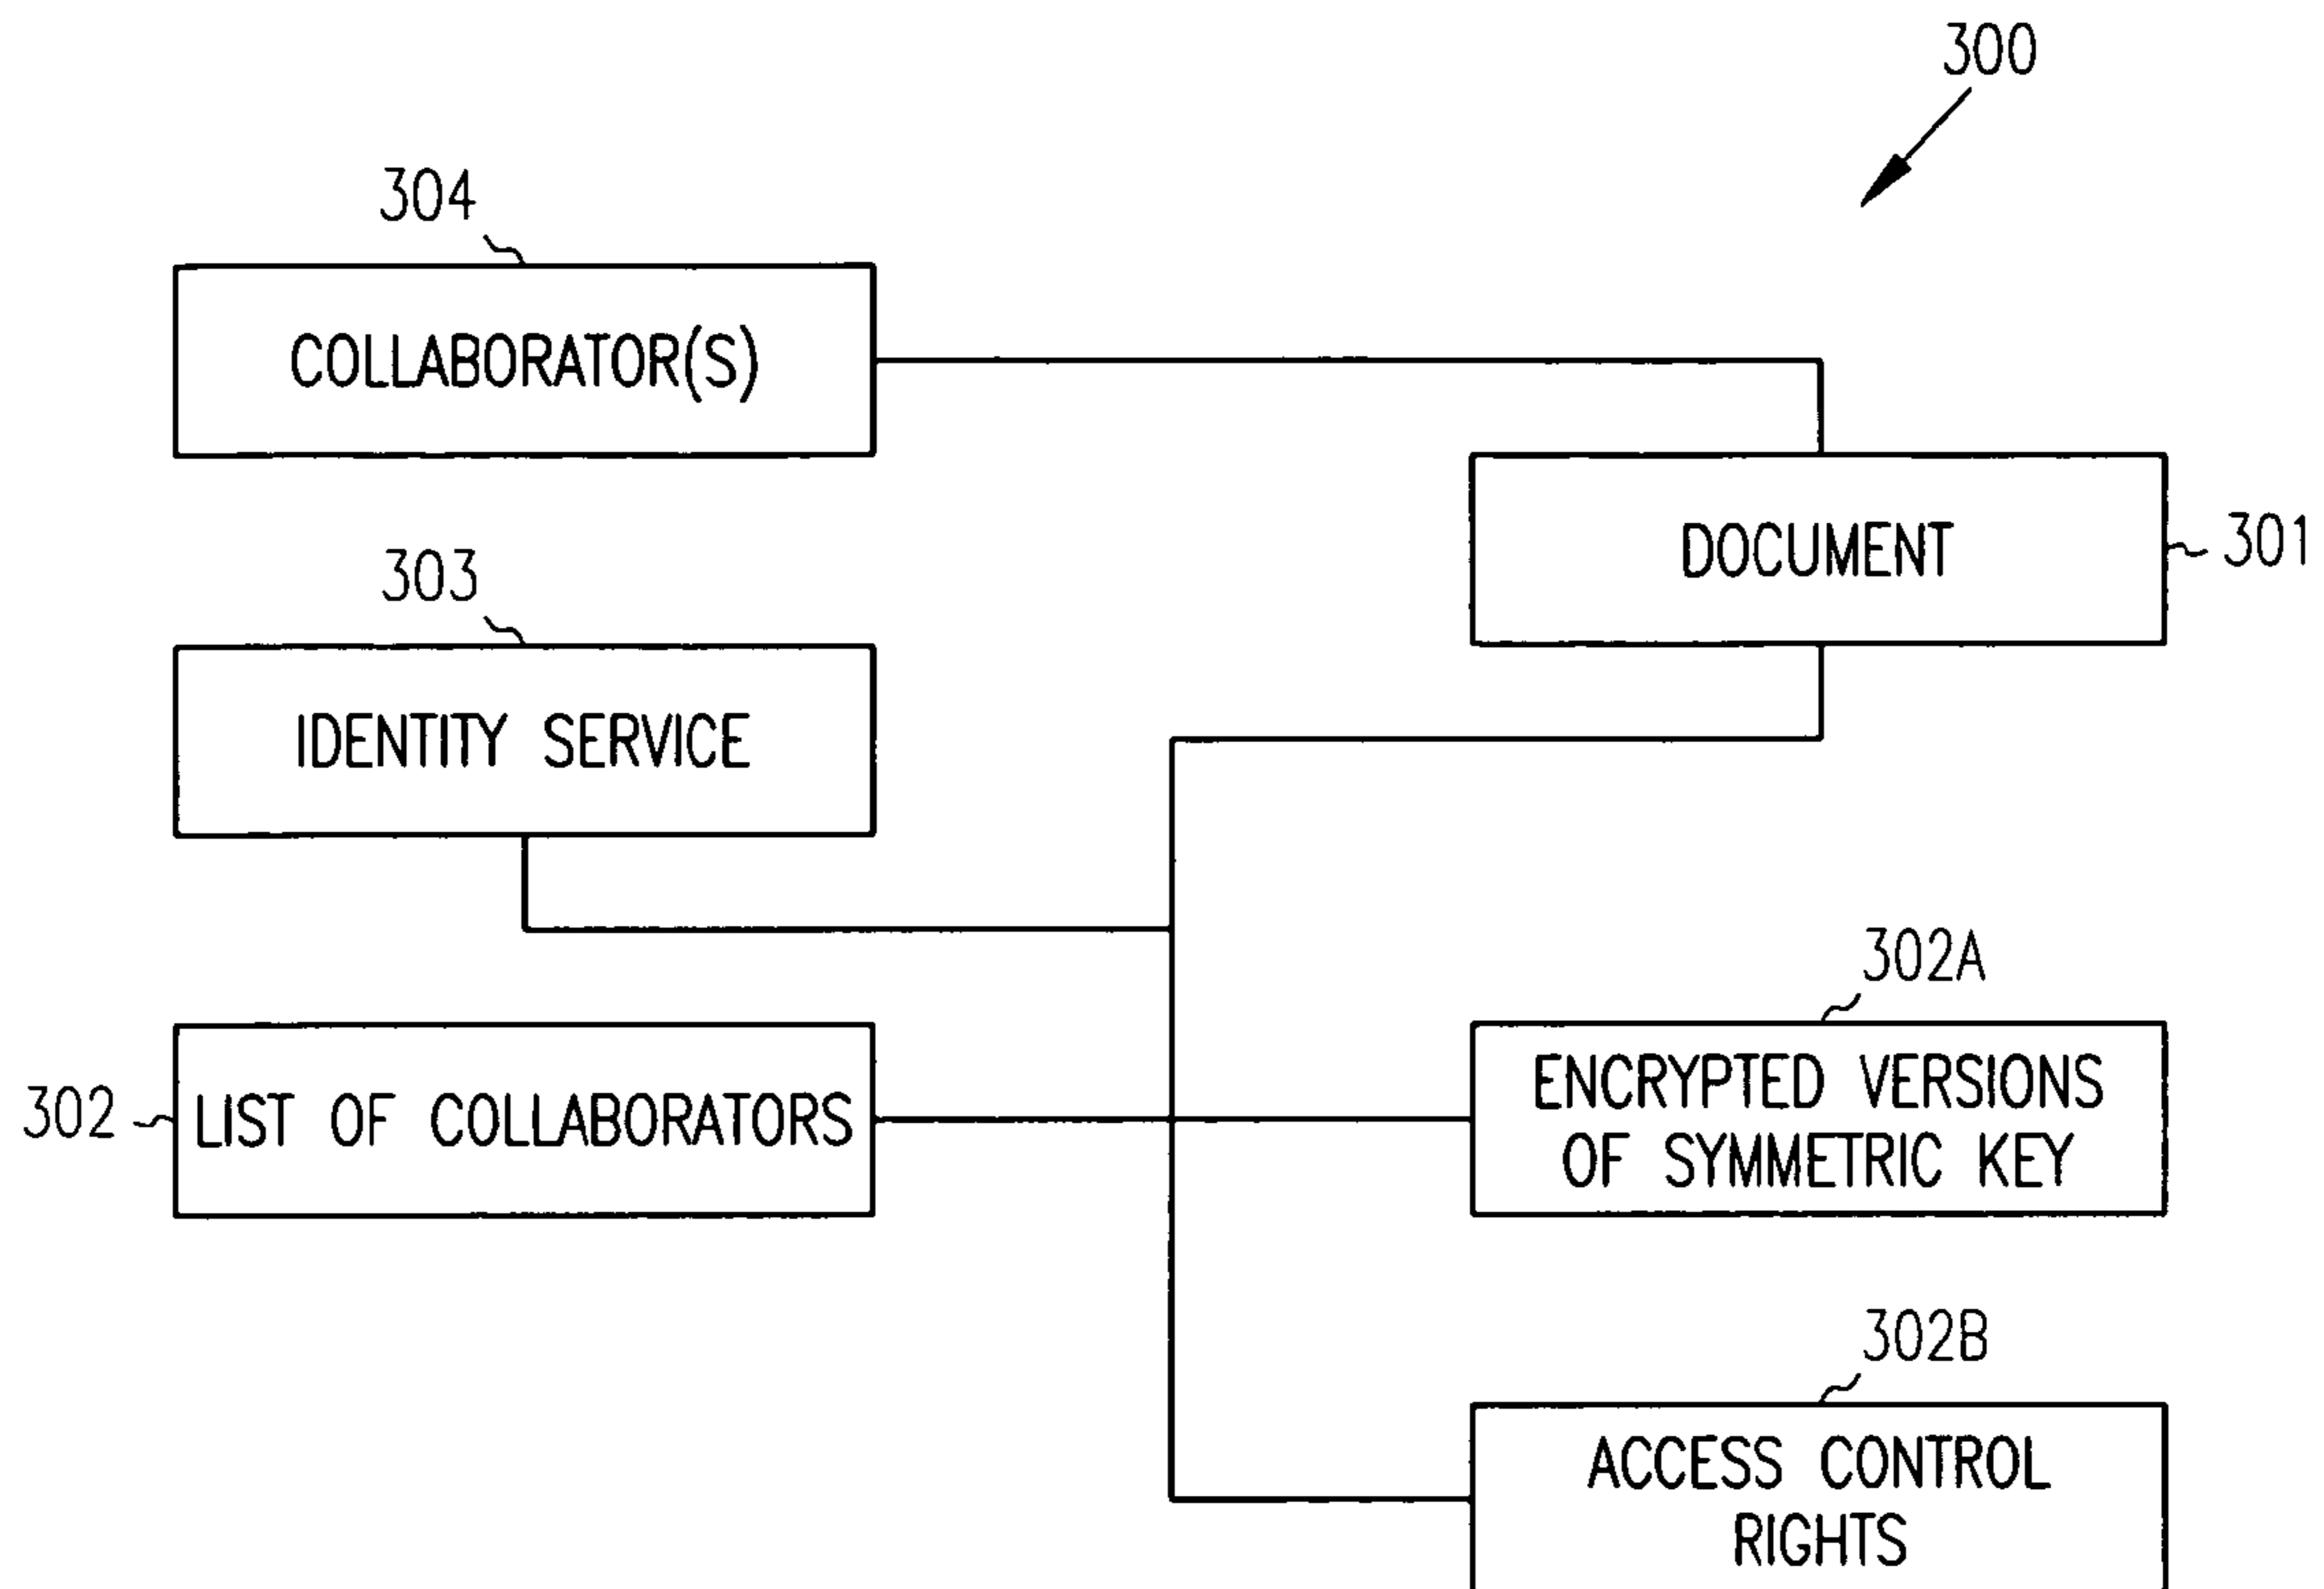 300
304
COLLABORATOR(S)
DOCUMENT
301
303
IDENTITY SERVICE
302A
302
LIST OF COLLABORATORS
ENCRYPTED VERSIONS
OF SYMMETRIC KEY
302B
ACCESS CONTROL
RIGHTS